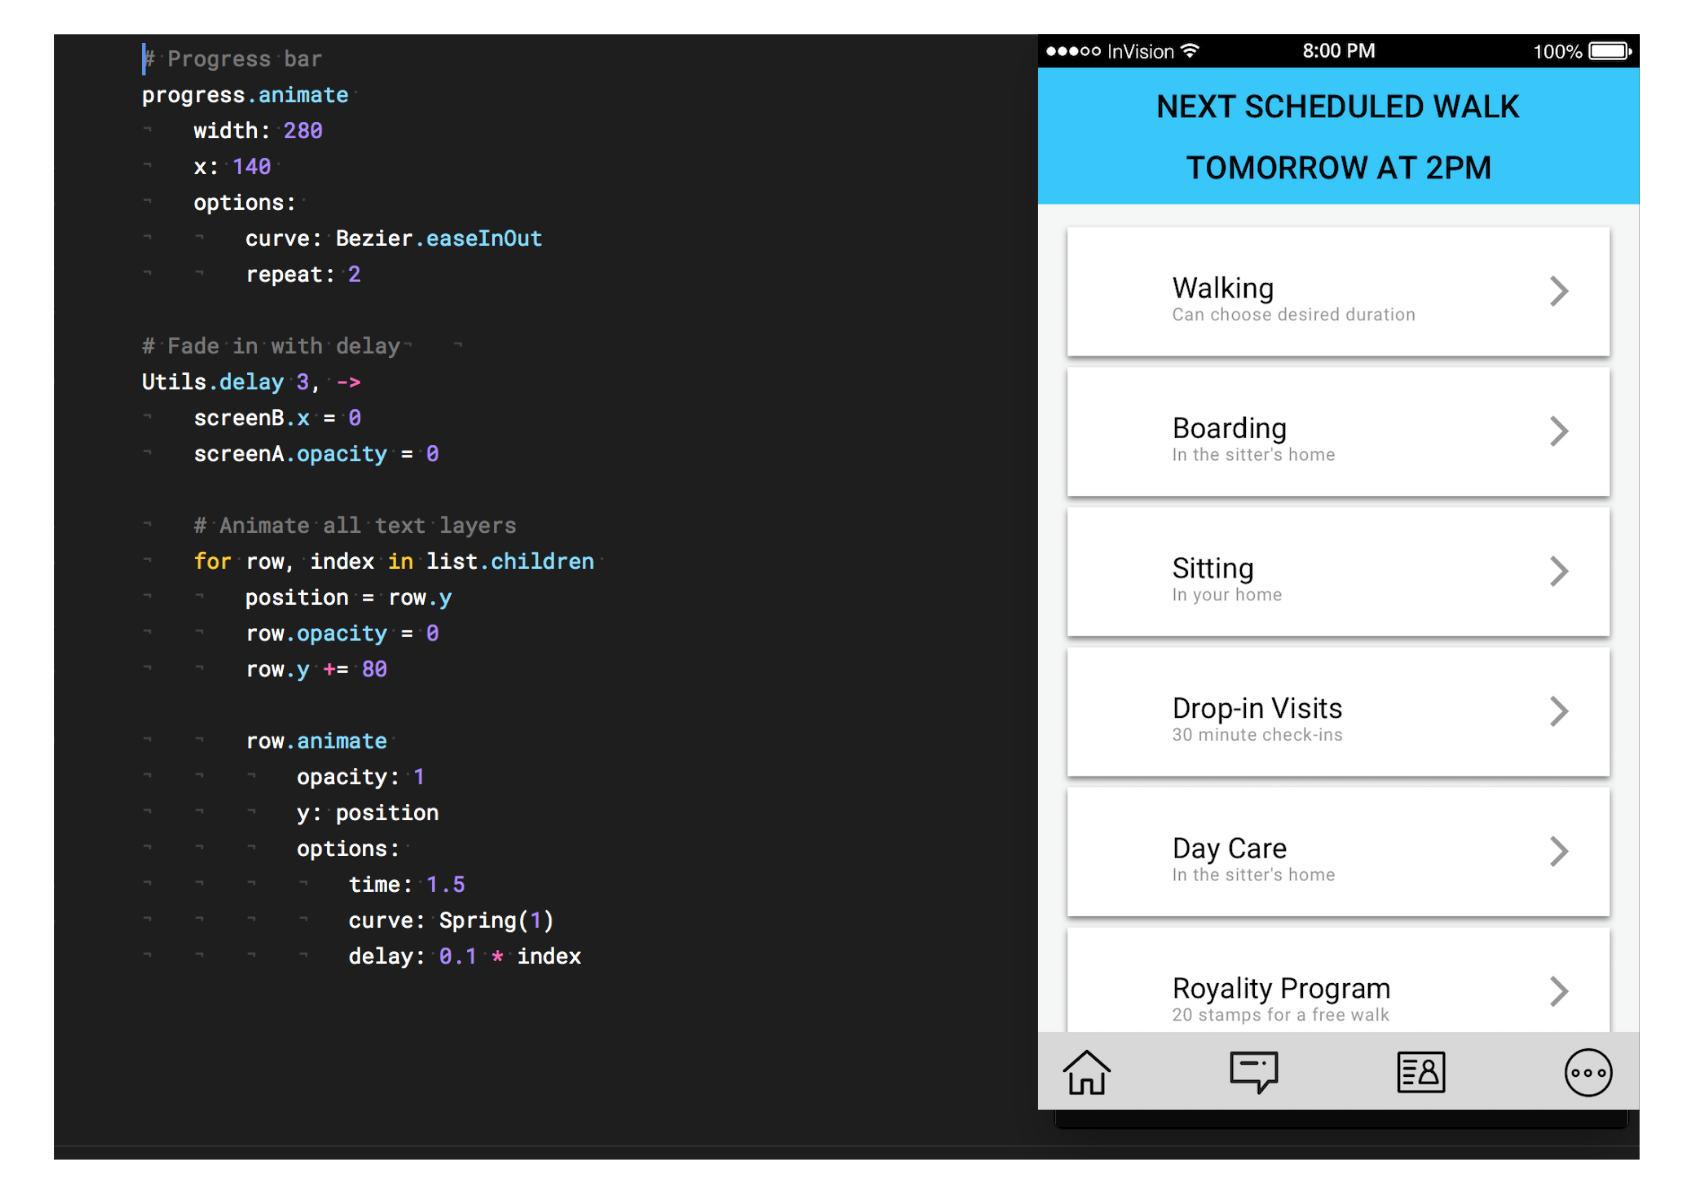 # Progress bar
progress.animate
width: 280
x: 140
options:
curve: Bezier.easeInOut
repeat: 2
# Fade in with delay
Utils.delay 3, ->
screenB.x = 0
screenA.opacity = 0
# Animate all text layers
for row, index in list.children
position = row.y
row.opacity = 0
row.y += 80
row.animate
opacity: 1
y: position
options:
time: 1.5
curve: Spring(1)
delay: 0.1 * index
InVision 8:00 PM 100%
NEXT SCHEDULED WALK
TOMORROW AT 2PM
Walking
Can choose desired duration
Boarding
In the sitter's home
Sitting
In your home
Drop-in Visits
30 minute check-ins
Day Care
In the sitter's home
Royality Program
20 stamps for a free walk